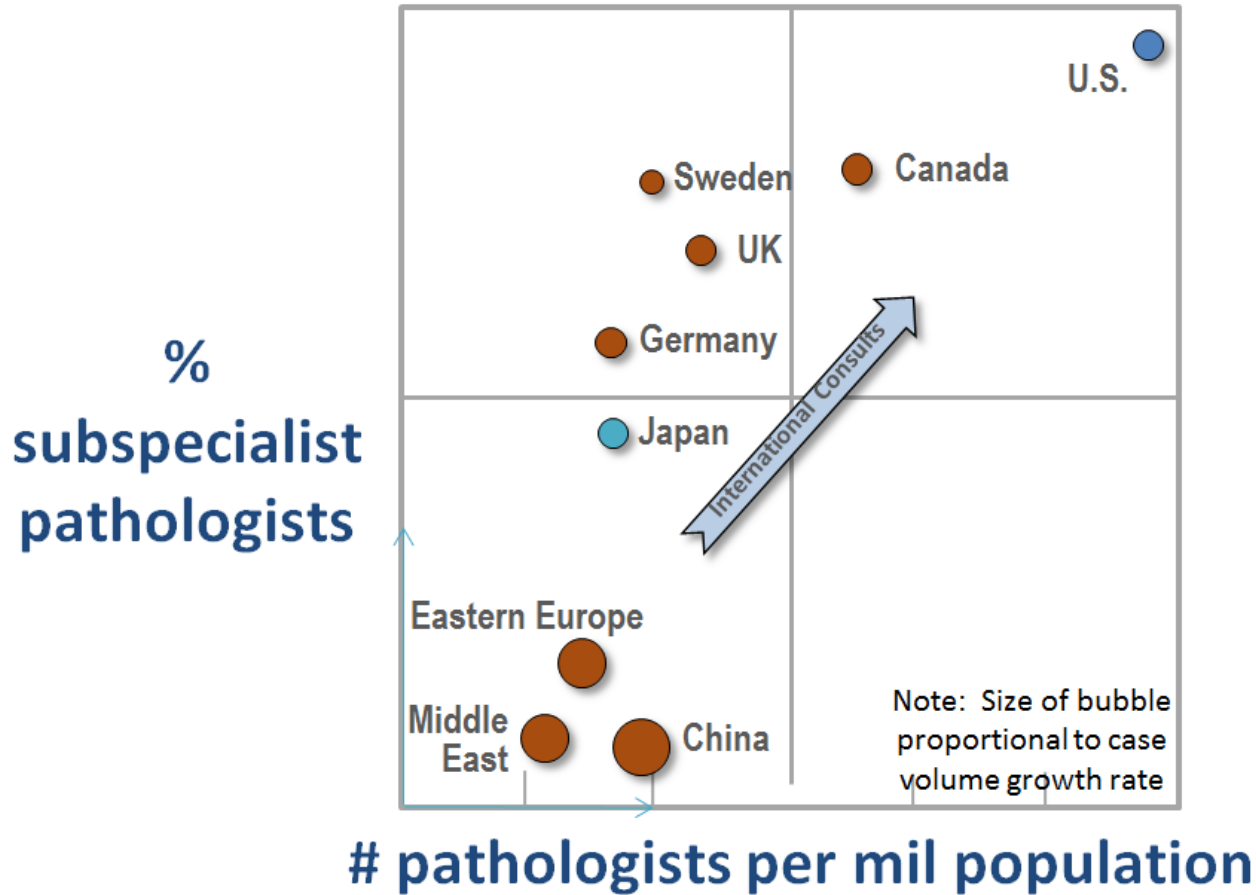 U.S.
Sweden
Canada
UK
Germany
Japan
International Consults
%
subspecialist
pathologists
Eastern Europe
Middle
East
China
Note: Size of bubble
proportional to case
volume growth rate
# pathologists per mil population